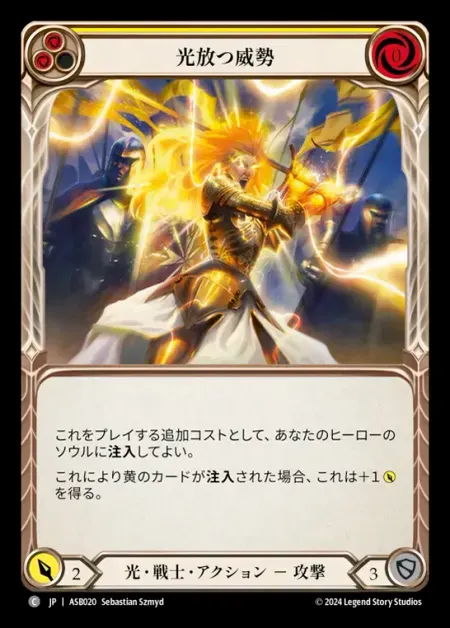 光放つ威勢
0
これをプレイする追加コストとして、あなたのヒーローの
ソウルに注入してよい。
これにより黄のカードが注入された場合、これは+1
を得る。
2
光・戦士・アクション － 攻撃
3
C JP | ASB020 Sebastian Szmyd
© 2024 Legend Story Studios